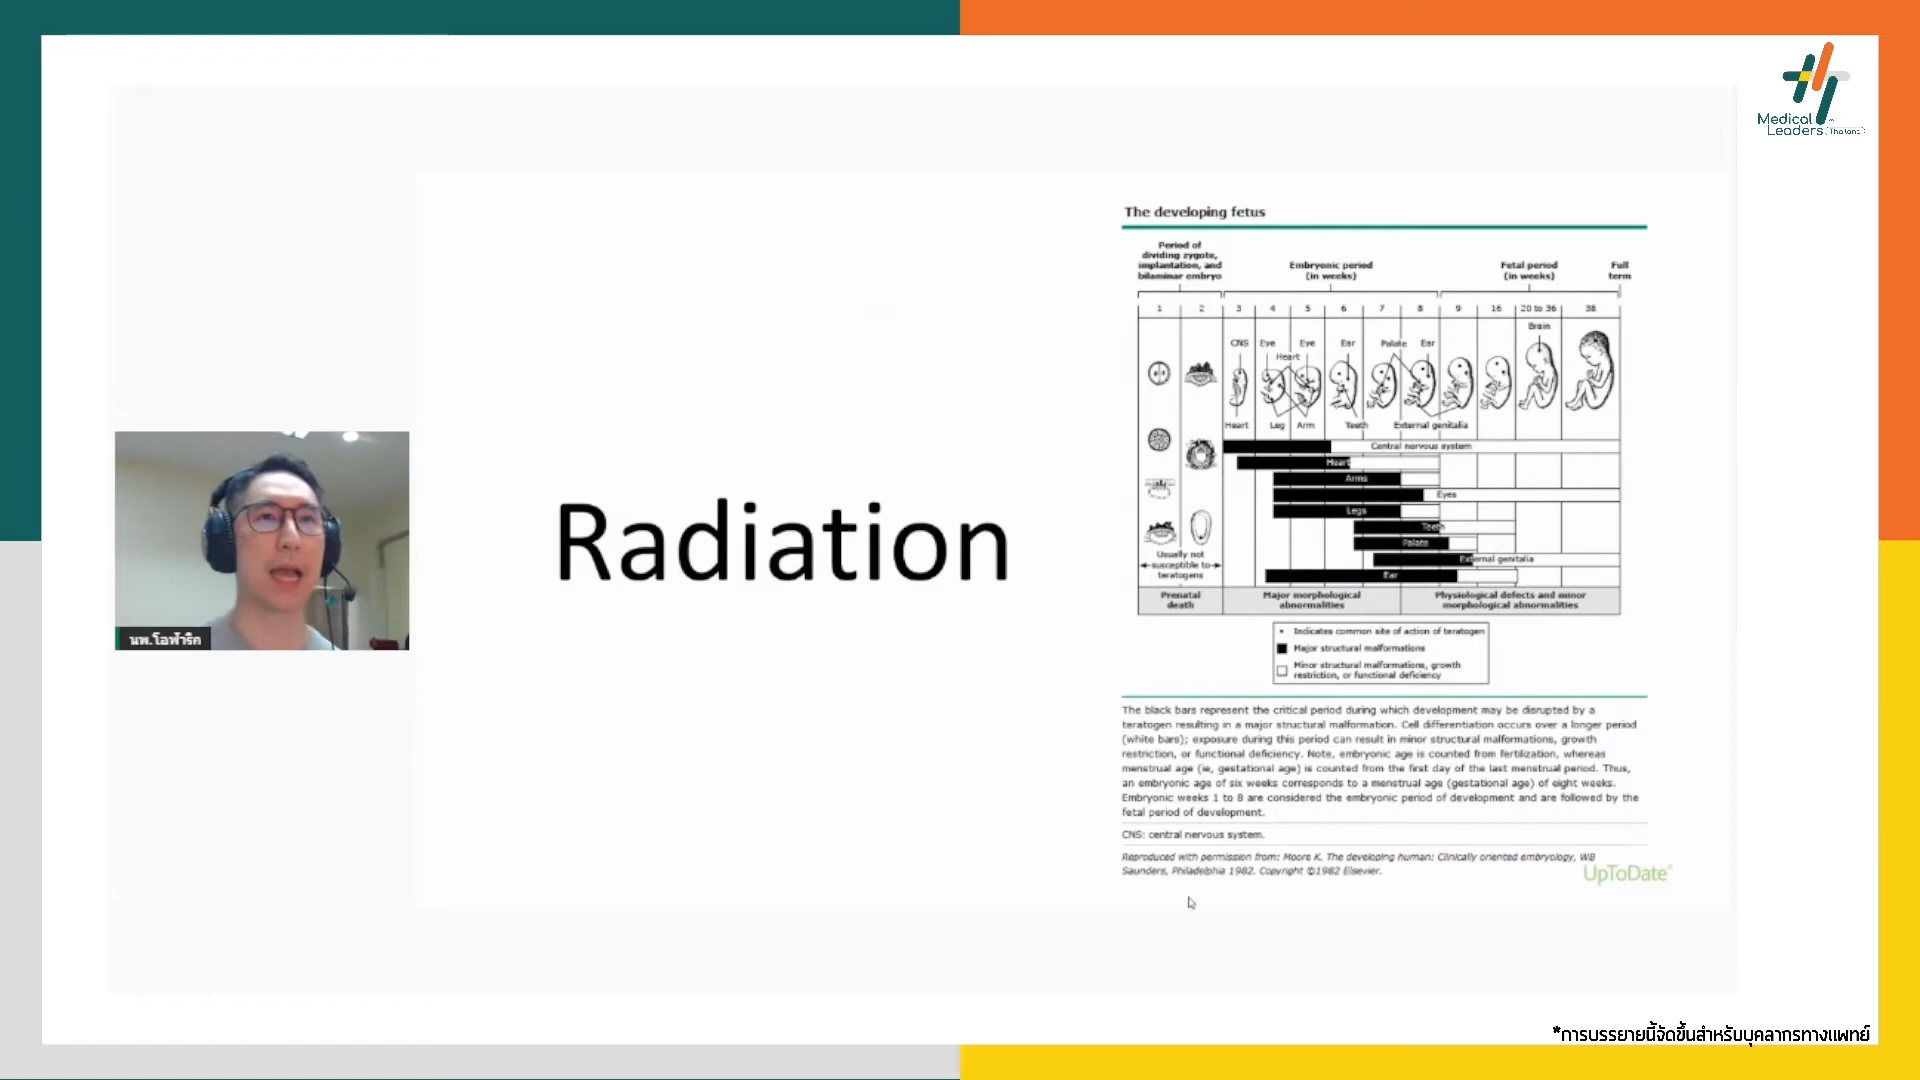 Medical
Leaders
(Thailand)
The developing fetus
Period of
dividing zygote,
implantation, and
bilaminar embryo
Embryonic period
(in weeks)
Fetal period
(in weeks)
Full
term
1 2 3 4 5 6 7 8 9 16 20 to 36 38
Brain
CNS Eye Eye Ear Palate Ear
Heart
Heart Leg Arm Teeth External genitalia
Central nervous system
Heart
Arms
Eyes
Legs
Teeth
Palate
External genitalia
Ear
Usually not
susceptible to
teratogens
Prenatal
death
Major morphological
abnormalities
Physiological defects and minor
morphological abnormalities
• Indicates common site of action of teratogen
Major structural malformations
Minor structural malformations, growth
restriction, or functional deficiency
Radiation
นพ.โอฬาริค
The black bars represent the critical period during which development may be disrupted by a
teratogen resulting in a major structural malformation. Cell differentiation occurs over a longer period
(white bars); exposure during this period can result in minor structural malformations, growth
restriction, or functional deficiency. Note, embryonic age is counted from fertilization, whereas
menstrual age (ie, gestational age) is counted from the first day of the last menstrual period. Thus,
an embryonic age of six weeks corresponds to a menstrual age (gestational age) of eight weeks.
Embryonic weeks 1 to 8 are considered the embryonic period of development and are followed by the
fetal period of development.
CNS: central nervous system.
Reproduced with permission from: Moore K. The developing human: Clinically oriented embryology, WB
Saunders, Philadelphia 1982. Copyright ©1982 Elsevier.
UpToDate®
*การบรรยายนี้จัดขึ้นสำหรับบุคลากรทางแพทย์